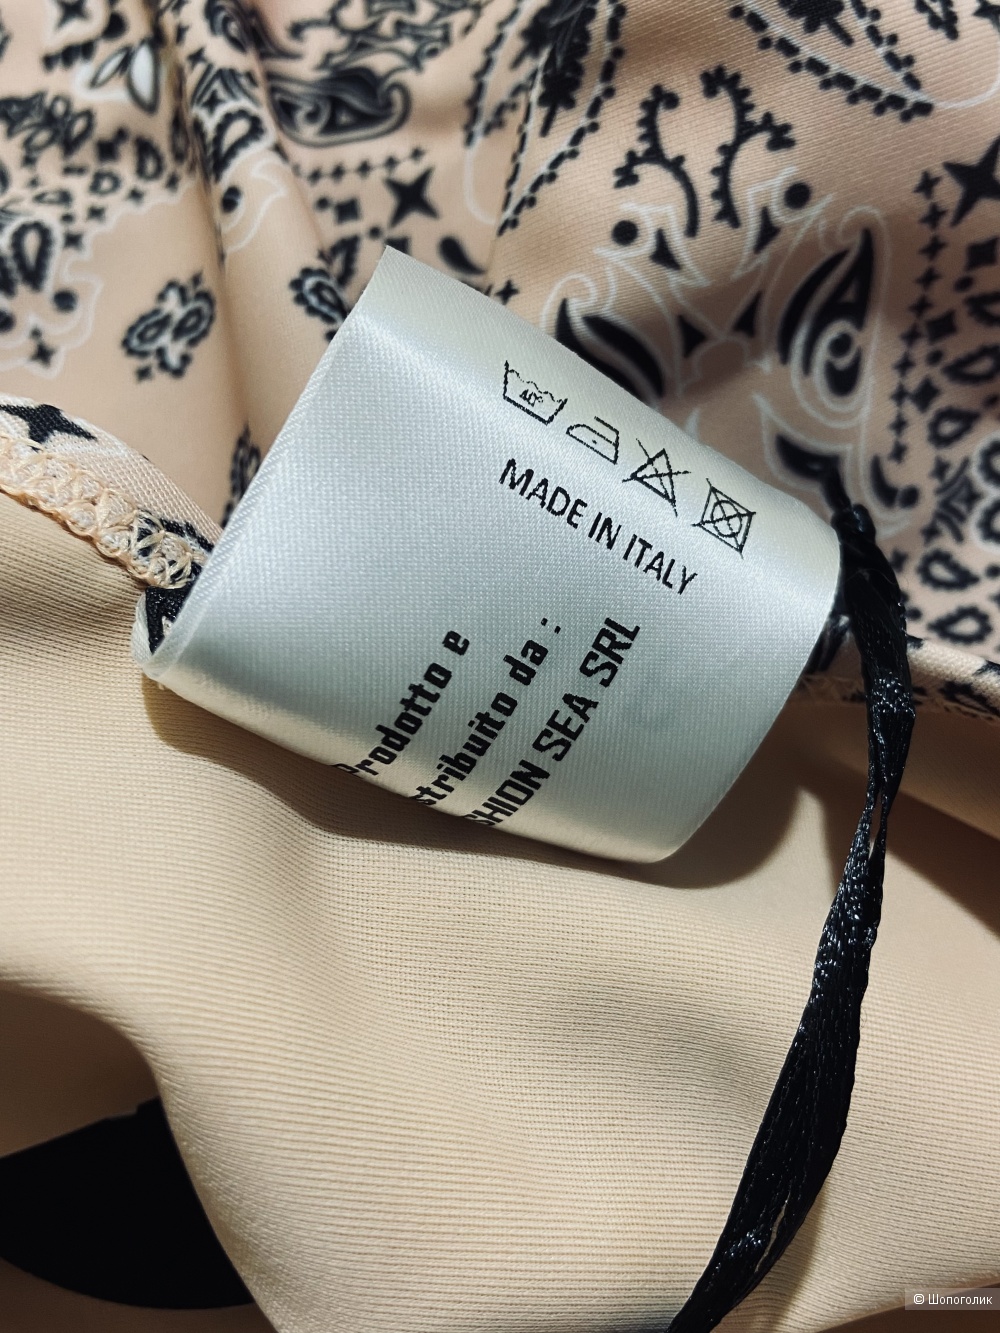 40°
MADE IN ITALY
Prodotto e
stribuito da :
SHION SEA SRL
© Шопоголик